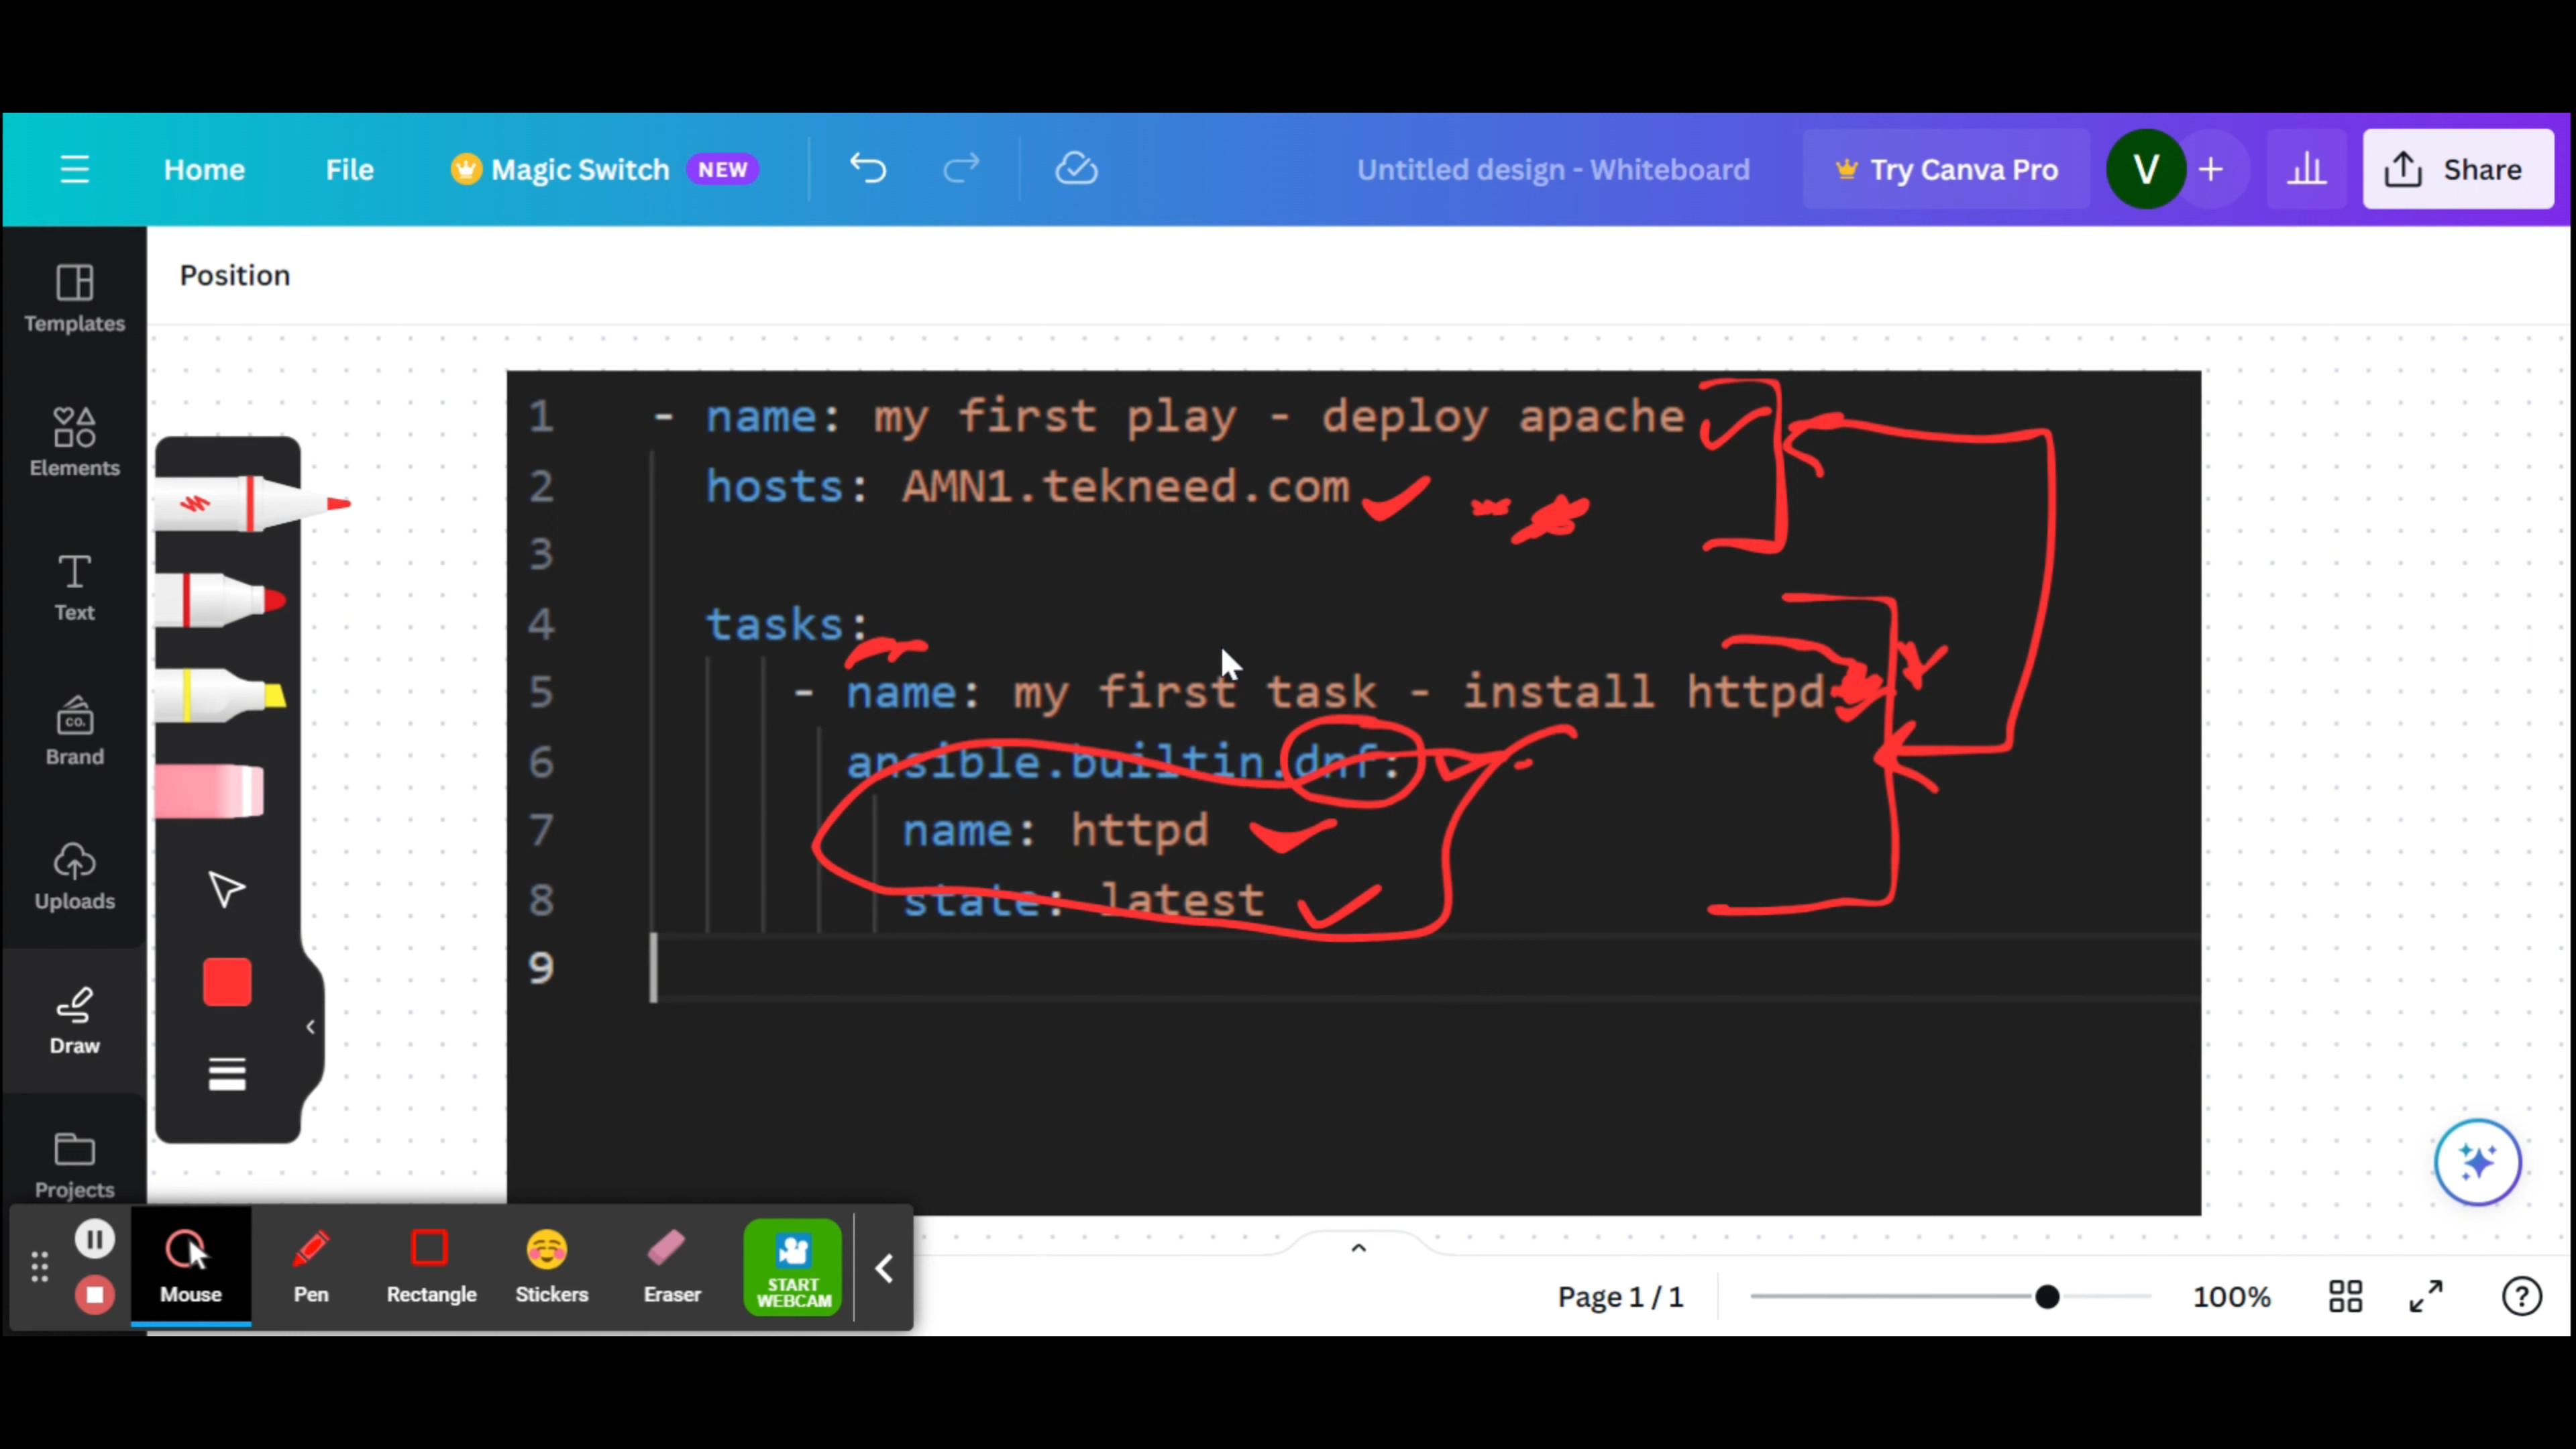 Home File Magic Switch NEW Untitled design - Whiteboard Try Canva Pro V + Share
Position
Templates
Elements
Text
CO.
Brand
Uploads
Draw
Projects
1 - name: my first play - deploy apache
2 hosts: AMN1.tekneed.com
3
4 tasks:
5 - name: my first task - install httpd
6 ansible.builtin.dnf:
7 name: httpd
8 state: latest
9
Mouse Pen Rectangle Stickers Eraser START WEBCAM
Page 1 / 1 100% ?